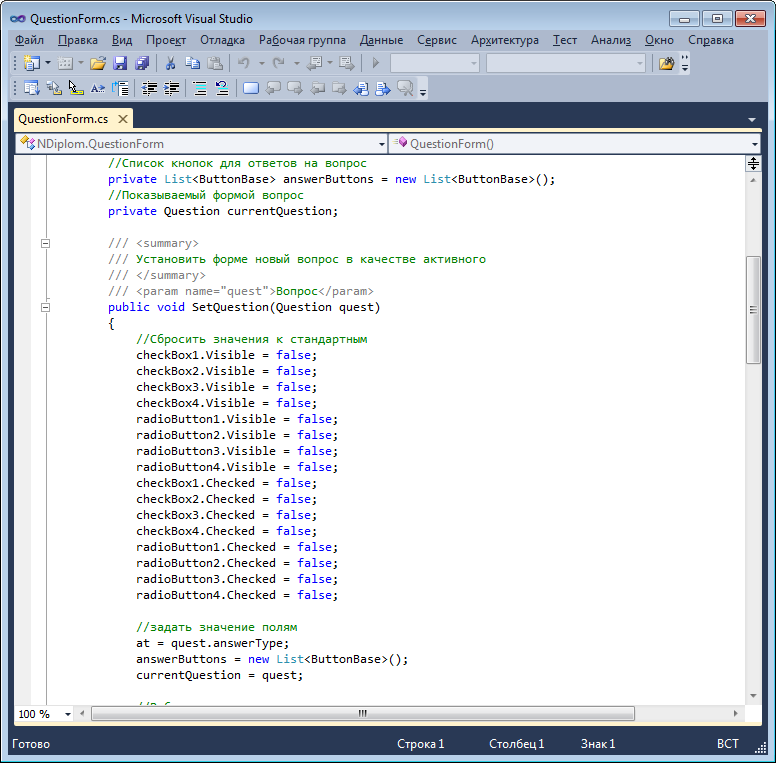 QuestionForm.cs - Microsoft Visual Studio
Файл Правка Вид Проект Отладка Рабочая группа Данные Сервис Архитектура Тест Анализ Окно Справка
QuestionForm.cs
NDiplom.QuestionForm QuestionForm()
//Список кнопок для ответов на вопрос
private List<ButtonBase> answerButtons = new List<ButtonBase>();
//Показываемый формой вопрос
private Question currentQuestion;
/// <summary>
/// Установить форме новый вопрос в качестве активного
/// </summary>
/// <param name="quest">Вопрос</param>
public void SetQuestion(Question quest)
{
//Сбросить значения к стандартным
checkBox1.Visible = false;
checkBox2.Visible = false;
checkBox3.Visible = false;
checkBox4.Visible = false;
radioButton1.Visible = false;
radioButton2.Visible = false;
radioButton3.Visible = false;
radioButton4.Visible = false;
checkBox1.Checked = false;
checkBox2.Checked = false;
checkBox3.Checked = false;
checkBox4.Checked = false;
radioButton1.Checked = false;
radioButton2.Checked = false;
radioButton3.Checked = false;
radioButton4.Checked = false;
//задать значение полям
at = quest.answerType;
answerButtons = new List<ButtonBase>();
currentQuestion = quest;
100 %
Готово Строка 1 Столбец 1 Знак 1 ВСТ